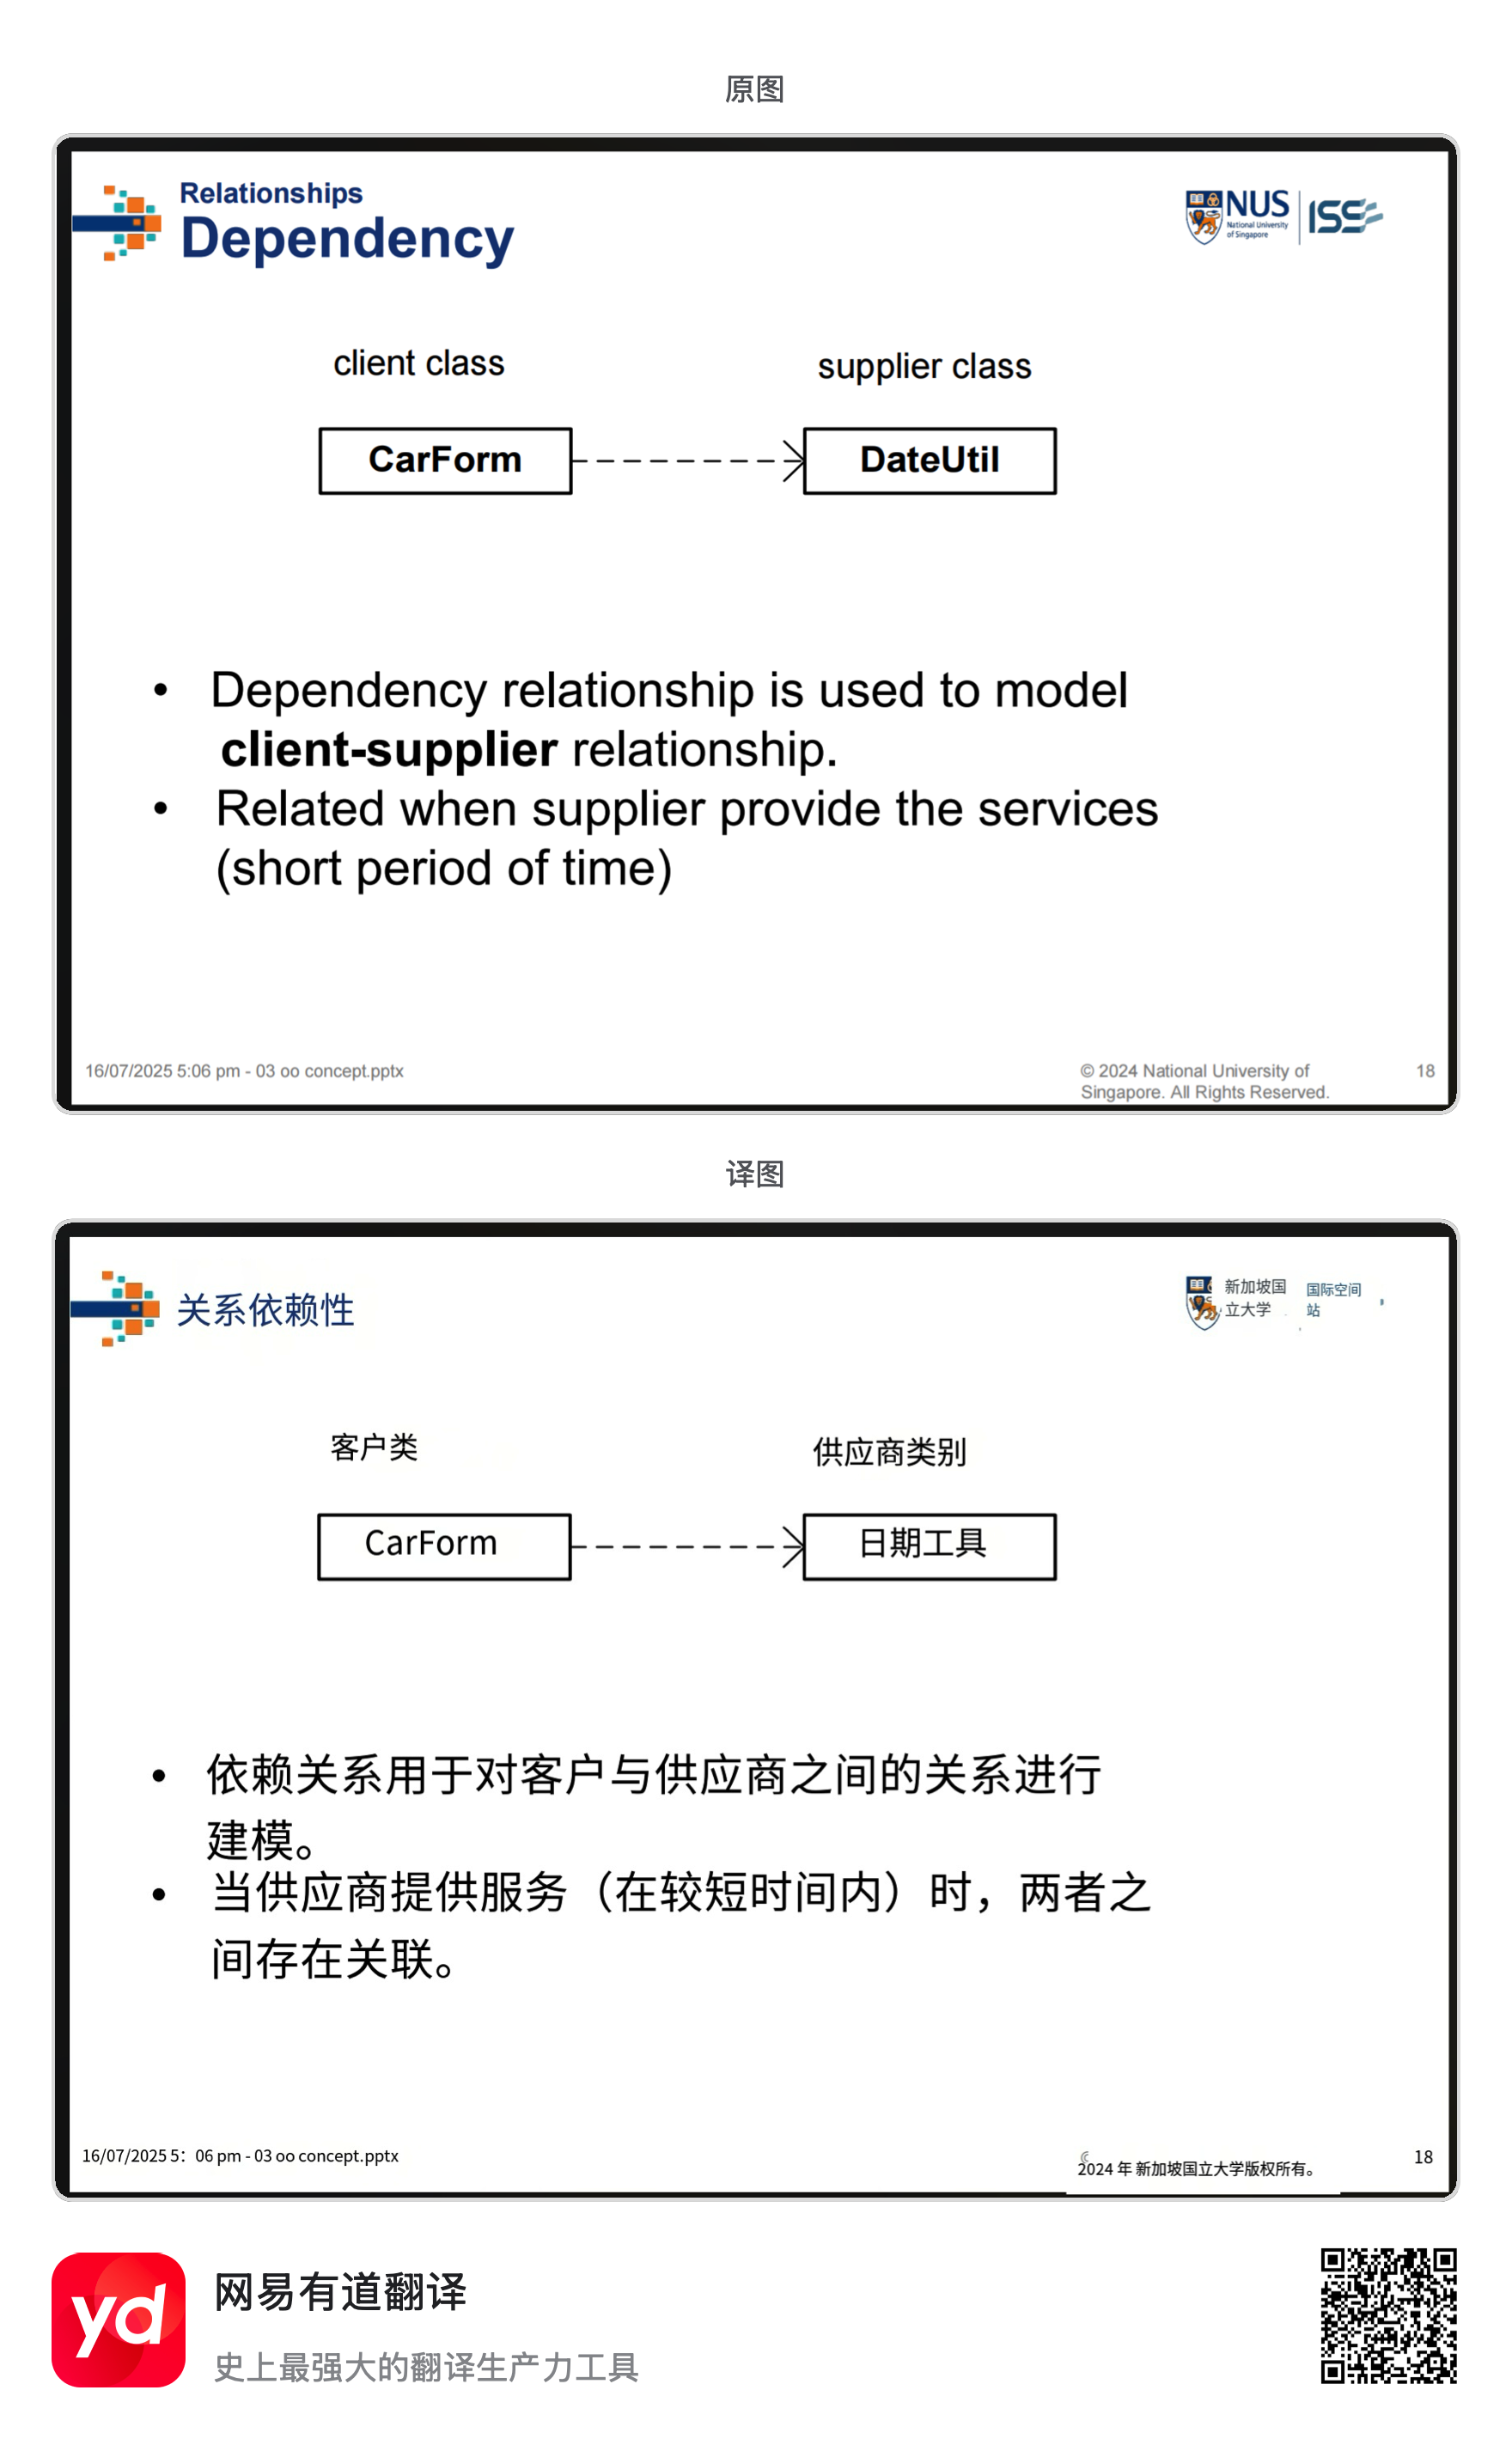 原图
Relationships
Dependency
NUS
National University
of Singapore
ISS
client class
supplier class
CarForm
DateUtil
• Dependency relationship is used to model
client-supplier relationship.
• Related when supplier provide the services
(short period of time)
16/07/2025 5:06 pm - 03 oo concept.pptx
© 2024 National University of
Singapore. All Rights Reserved.
18
译图
关系依赖性
新加坡国
立大学
国际空间
站
客户类
供应商类别
CarForm
日期工具
• 依赖关系用于对客户与供应商之间的关系进行
建模。
• 当供应商提供服务（在较短时间内）时，两者之
间存在关联。
16/07/2025 5：06 pm - 03 oo concept.pptx
2024 年 新加坡国立大学版权所有。
18
yd
网易有道翻译
史上最强大的翻译生产力工具